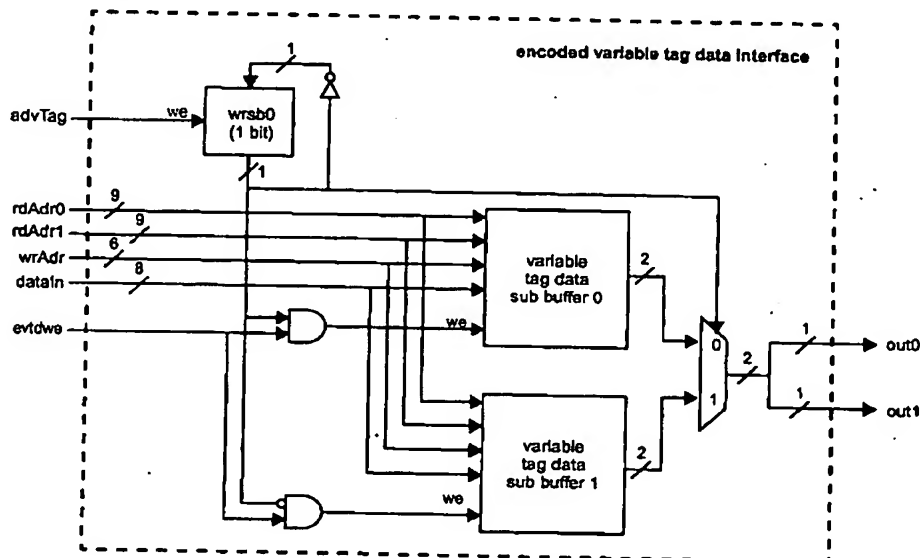 encoded variable tag data interface
1
advTag
we
wrsb0
(1 bit)
1
rdAdr0
9
rdAdr1
9
wrAdr
6
dataIn
8
evtdwe
we
variable
tag data
sub buffer 0
2
0
1
2
1
out0
1
out1
variable
tag data
sub buffer 1
2
we